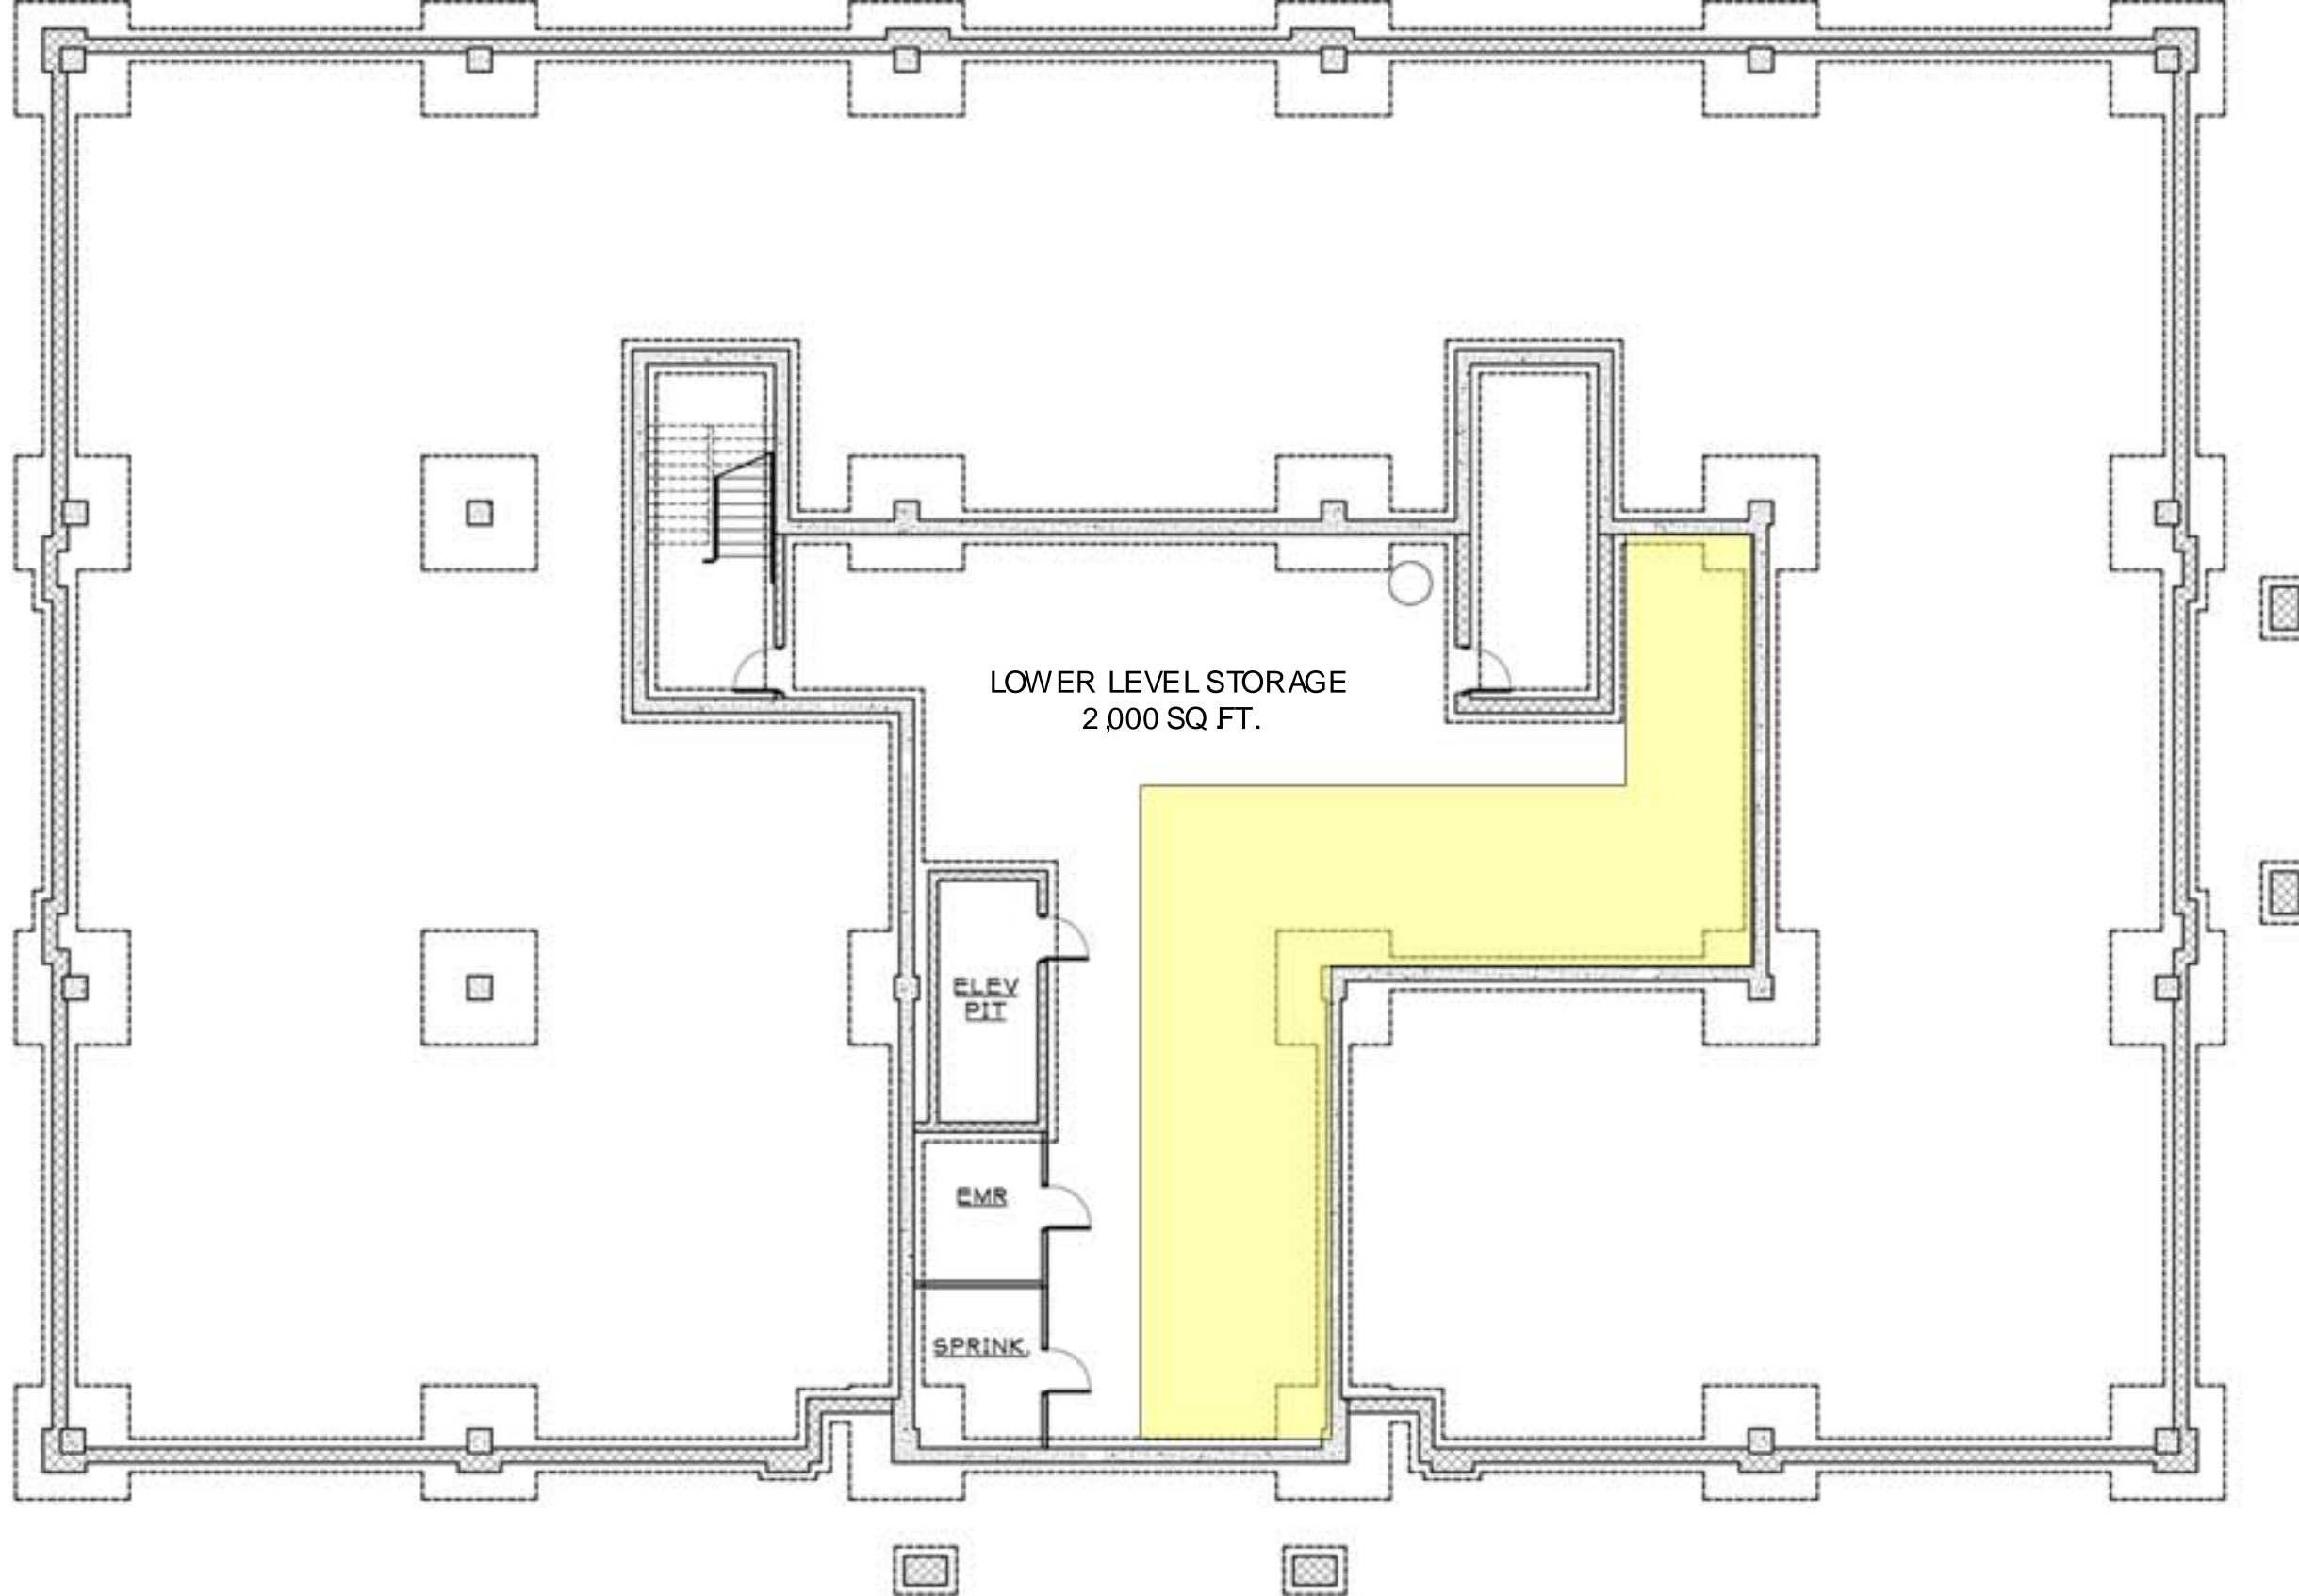 LOWER LEVEL STORAGE
2,000 SQ.FT.
ELEV
PIT
EMR
SPRINK.